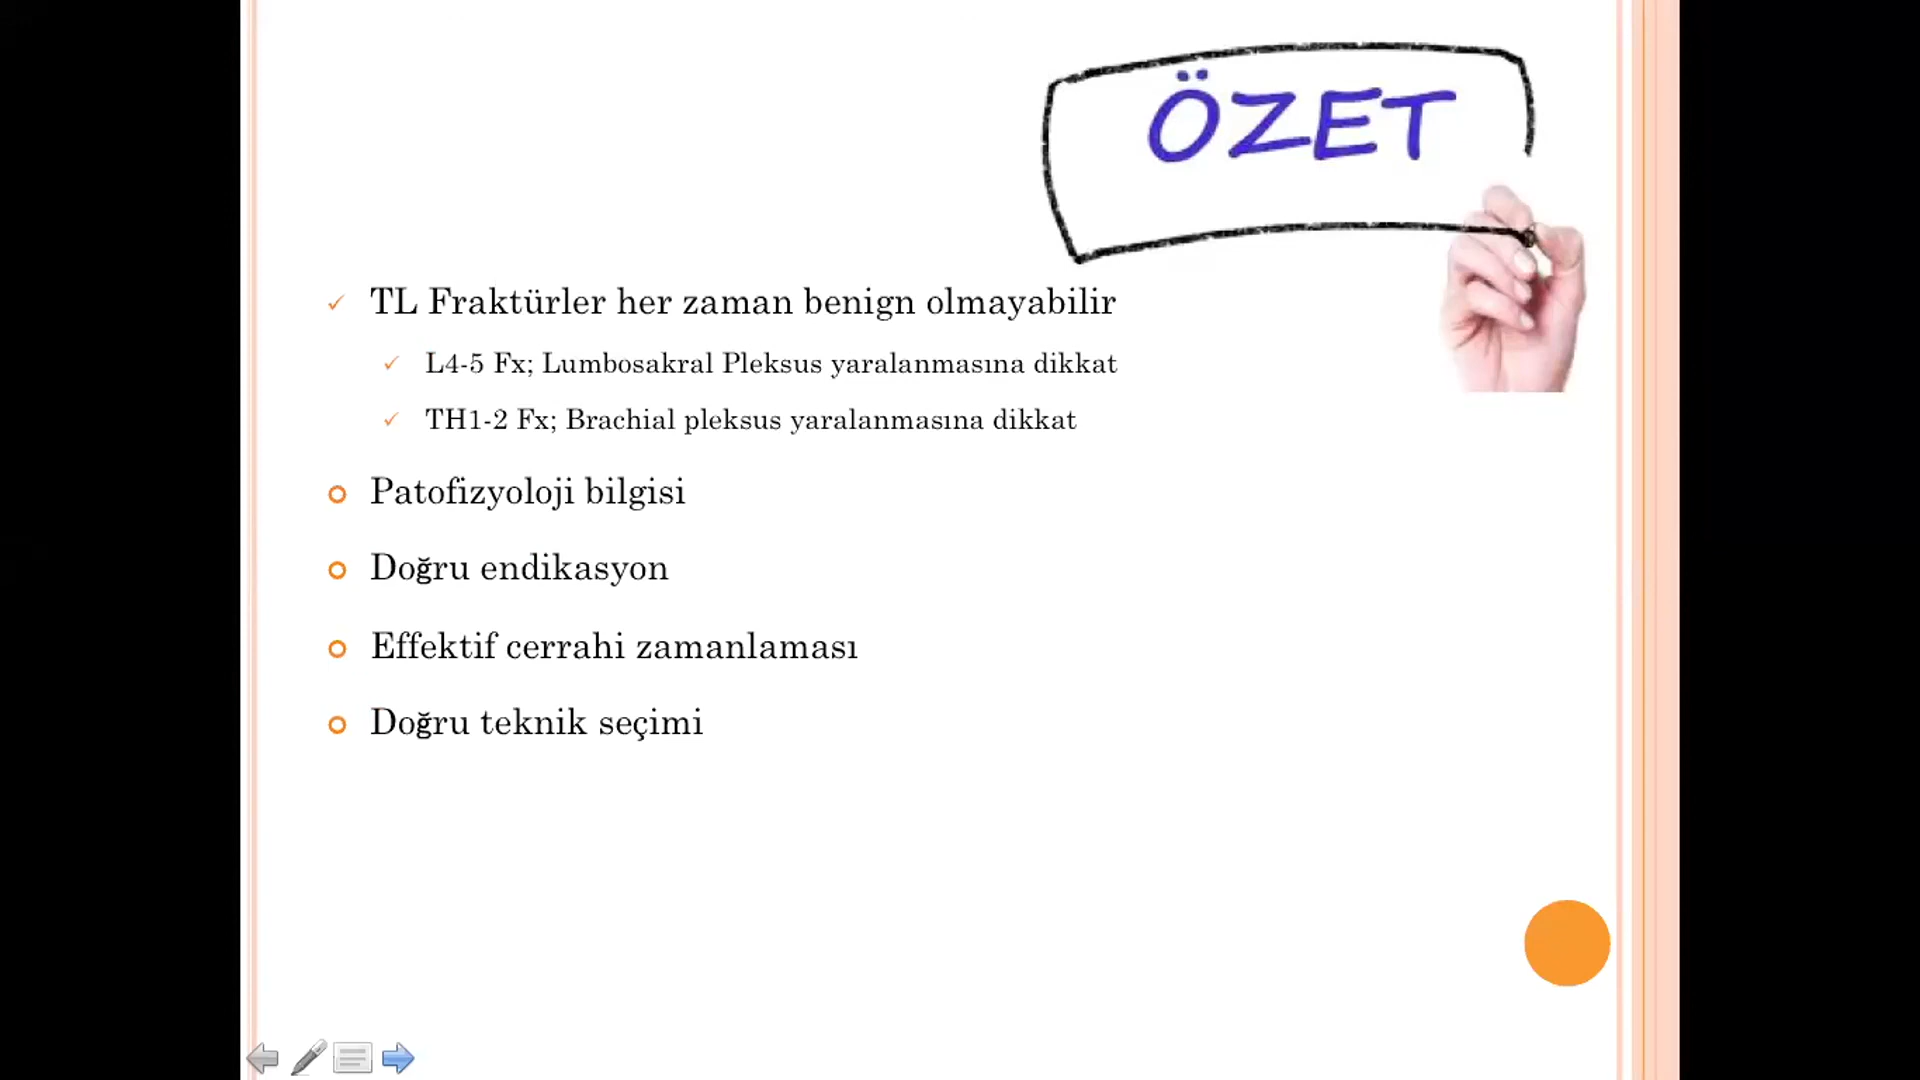 ÖZET
TL Fraktürler her zaman benign olmayabilir
L4-5 Fx; Lumbosakral Pleksus yaralanmasına dikkat
TH1-2 Fx; Brachial pleksus yaralanmasına dikkat
Patofizyoloji bilgisi
Doğru endikasyon
Effektif cerrahi zamanlaması
Doğru teknik seçimi